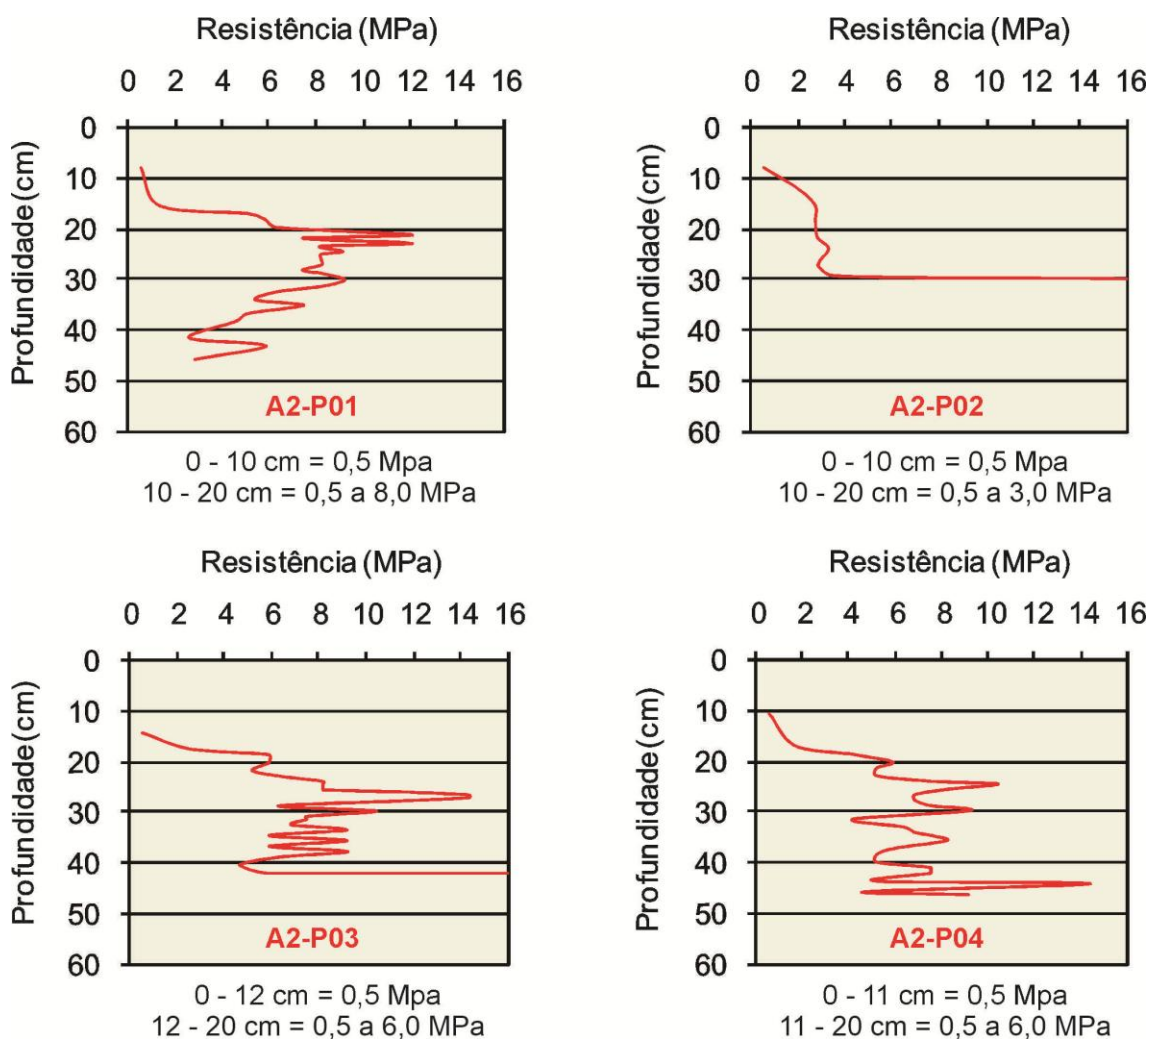 Resistência (MPa)
0 2 4 6 8 10 12 14 16
Profundidade (cm)
0
10
20
30
40
50
60
A2-P01
0 - 10 cm = 0,5 Mpa
10 - 20 cm = 0,5 a 8,0 MPa
Resistência (MPa)
0 2 4 6 8 10 12 14 16
Profundidade (cm)
0
10
20
30
40
50
60
A2-P02
0 - 10 cm = 0,5 Mpa
10 - 20 cm = 0,5 a 3,0 MPa
Resistência (MPa)
0 2 4 6 8 10 12 14 16
Profundidade (cm)
0
10
20
30
40
50
60
A2-P03
0 - 12 cm = 0,5 Mpa
12 - 20 cm = 0,5 a 6,0 MPa
Resistência (MPa)
0 2 4 6 8 10 12 14 16
Profundidade (cm)
0
10
20
30
40
50
60
A2-P04
0 - 11 cm = 0,5 Mpa
11 - 20 cm = 0,5 a 6,0 MPa